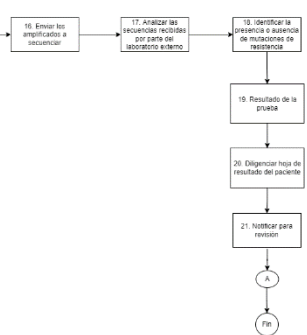 16. Enviar los
amplificados a
secuenciar
17. Analizar las
secuencias recibidas
por parte del
laboratorio externo
18. Identificar la
presencia o ausencia
de mutaciones de
resistencia
19. Resultado de la
prueba
20. Diligenciar hoja de
resultado del paciente
21. Notificar para
revisión
A
Fin